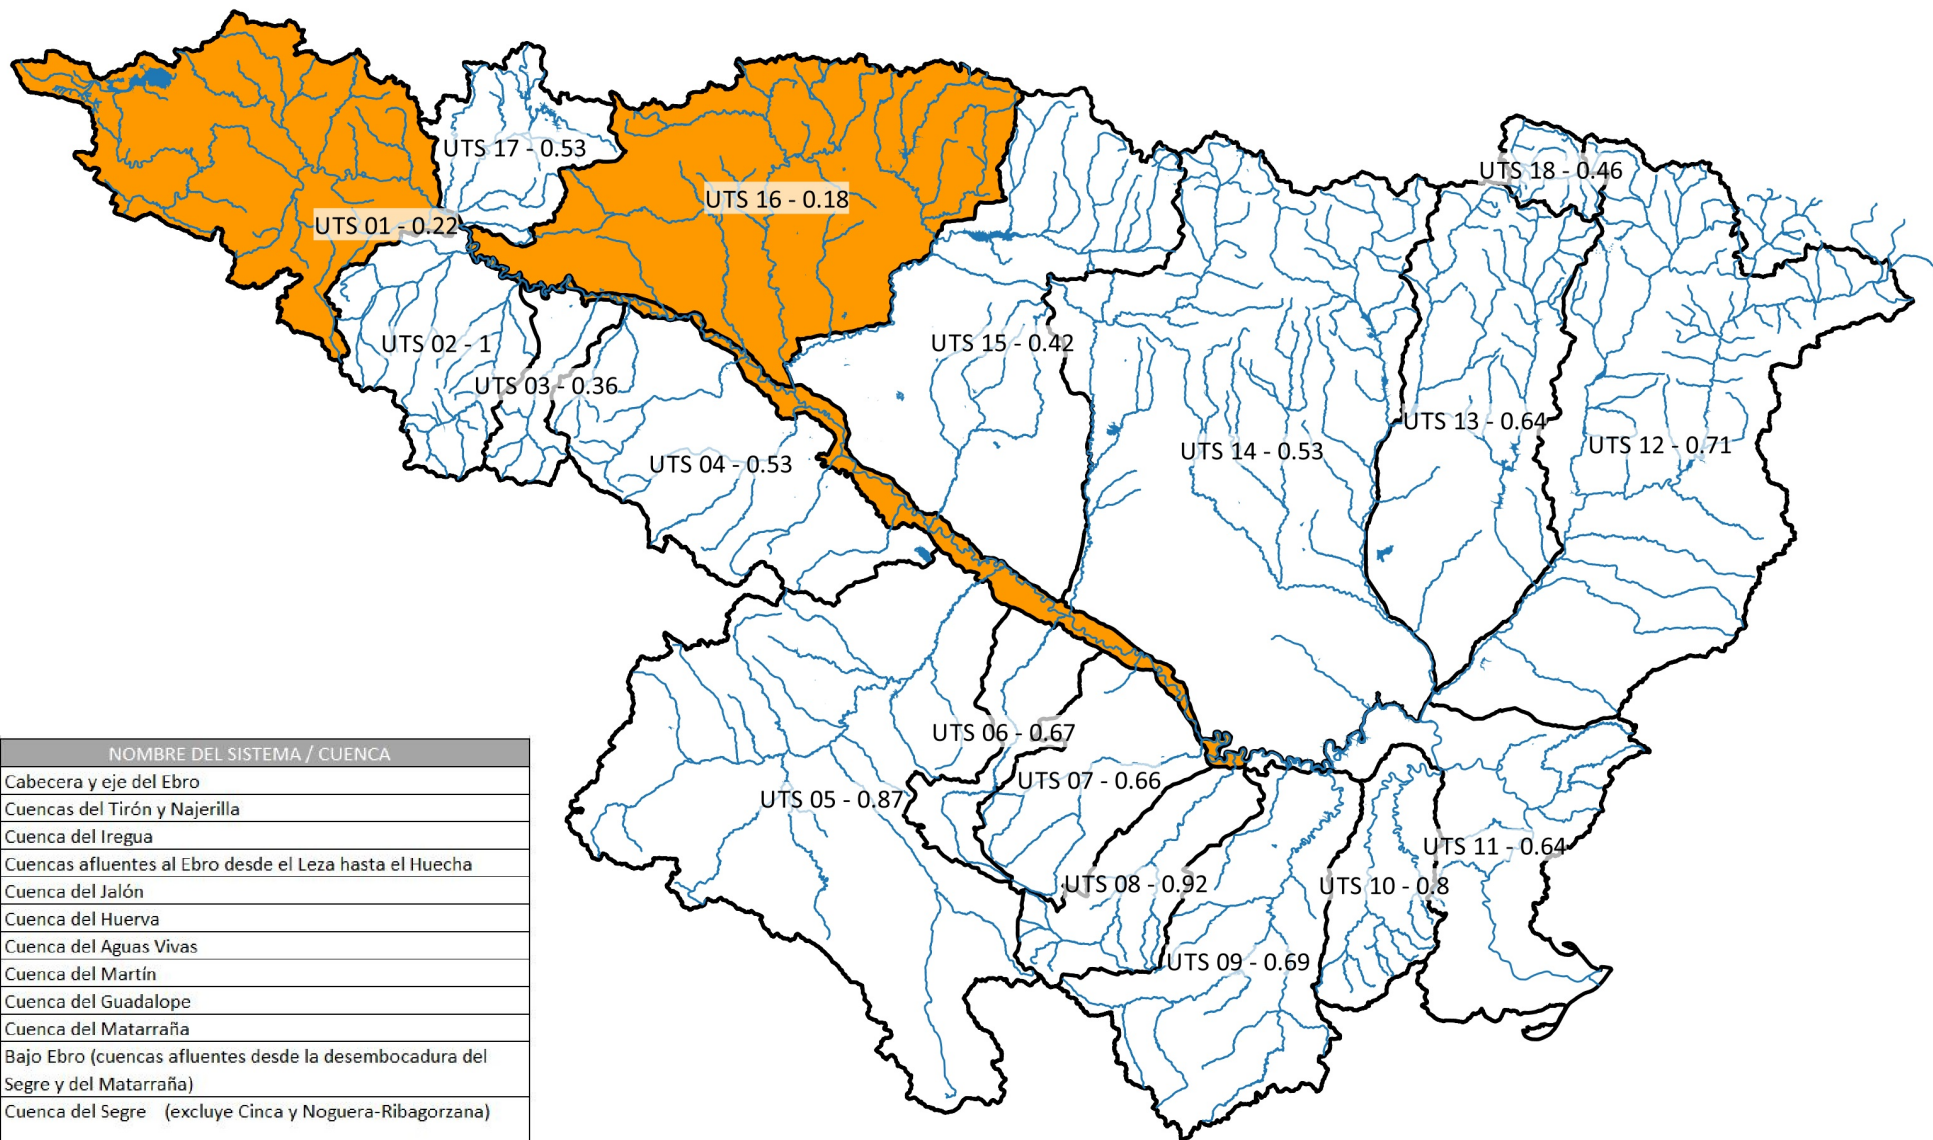 UTS 17 - 0.53
UTS 18 - 0.46
UTS 16 - 0.18
UTS 01 - 0.22
UTS 02 - 1
UTS 15 - 0.42
UTS 03 - 0.36
UTS 13 - 0.64
UTS 12 - 0.71
UTS 14 - 0.53
UTS 04 - 0.53
UTS 06 - 0.67
UTS 07 - 0.66
UTS 05 - 0.87
UTS 11 - 0.64
UTS 08 - 0.92
UTS 10 - 0.8
UTS 09 - 0.69
NOMBRE DEL SISTEMA / CUENCA
Cabecera y eje del Ebro
Cuencas del Tirón y Najerilla
Cuenca del Iregua
Cuencas afluentes al Ebro desde el Leza hasta el Huecha
Cuenca del Jalón
Cuenca del Huerva
Cuenca del Aguas Vivas
Cuenca del Martín
Cuenca del Guadalope
Cuenca del Matarraña
Bajo Ebro (cuencas afluentes desde la desembocadura del
Segre y del Matarraña)
Cuenca del Segre (excluye Cinca y Noguera-Ribagorzana)